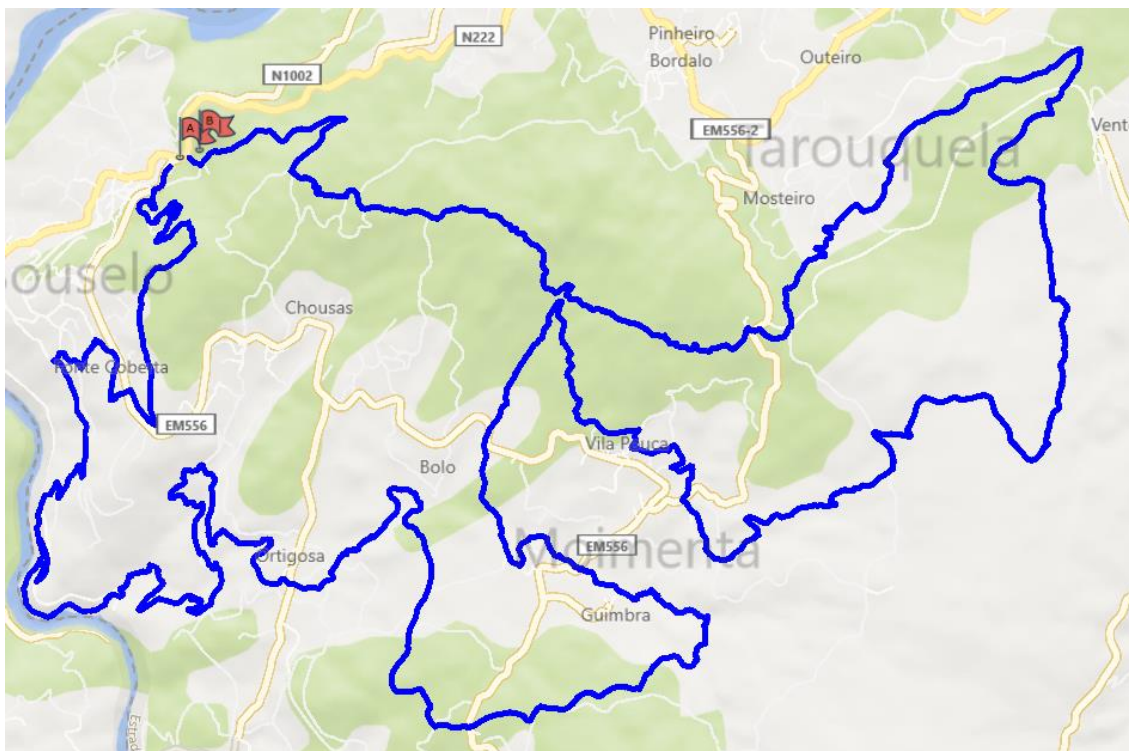 N222
Pinheiro
Bordalo
Outeiro
N1002
A
B
EM556-2
Vent
Tarouquela
Mosteiro
ouselo
Chousas
Fonte Coberta
EM556
Vila Pouca
Bolo
Ortigosa
Moimenta
EM556
Guimbra
Estrad